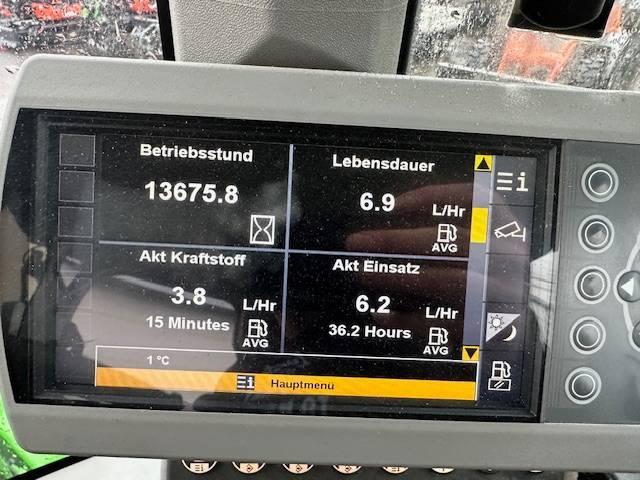 Betriebsstund
13675.8
Lebensdauer
6.9
L/Hr
AVG
Akt Kraftstoff
3.8
L/Hr
15 Minutes
AVG
Akt Einsatz
6.2
L/Hr
36.2 Hours
AVG
1 °C
Hauptmenü